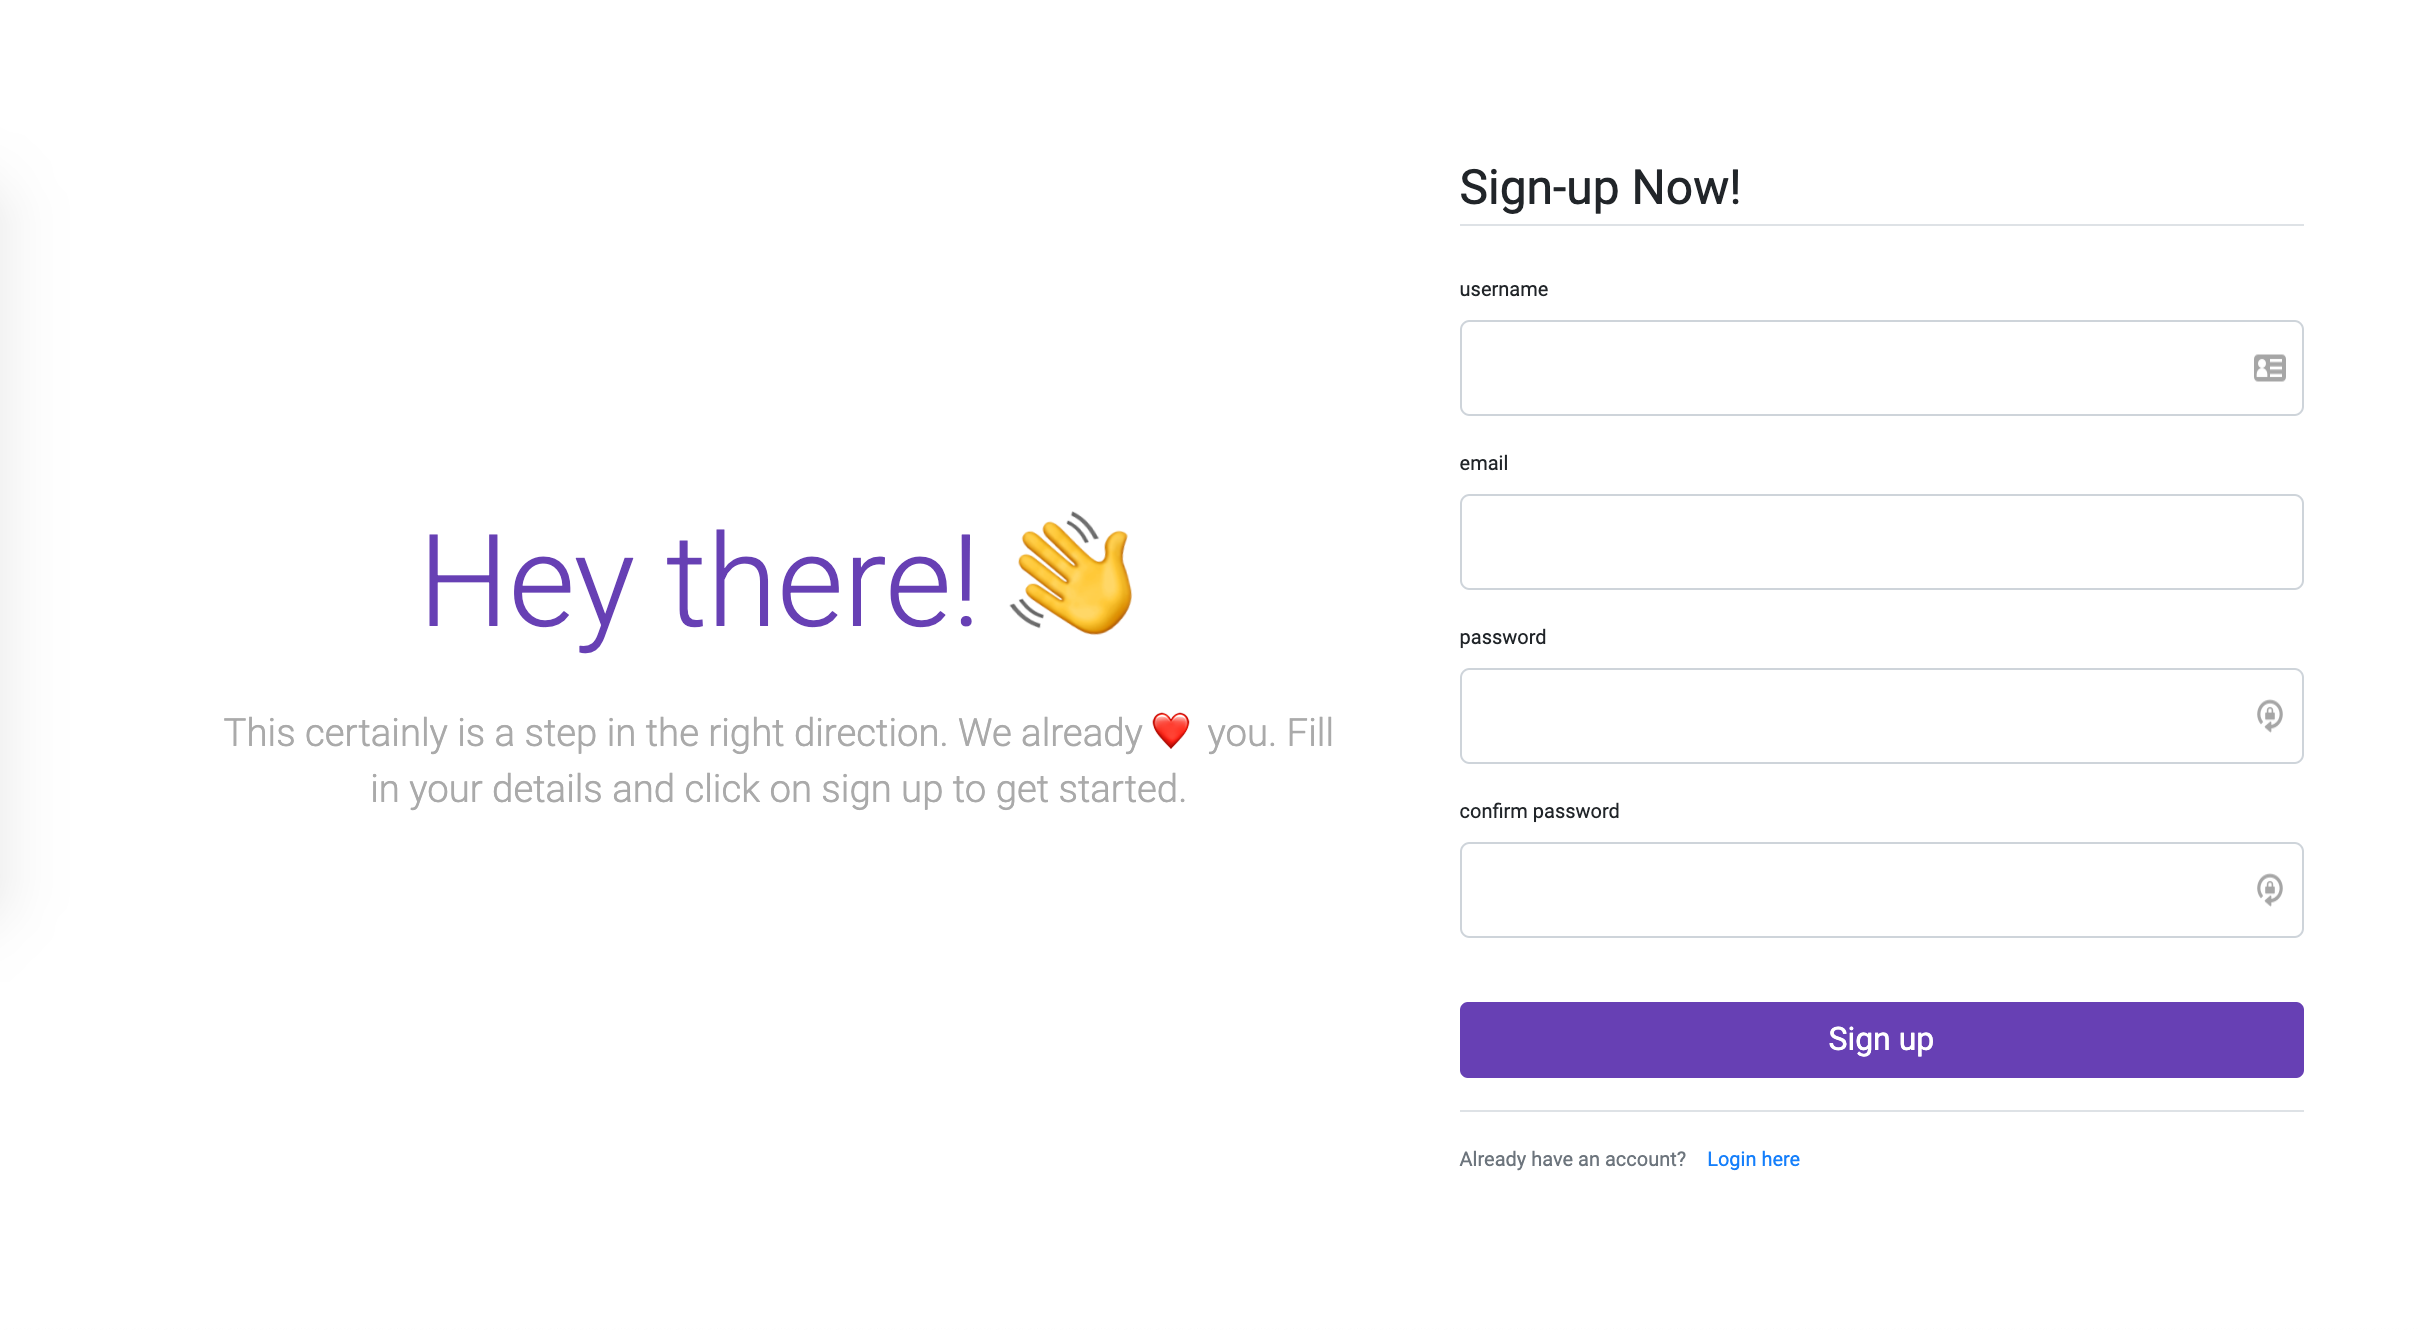 Hey there! 👋
This certainly is a step in the right direction. We already ❤️ you. Fill
in your details and click on sign up to get started.
Sign-up Now!
username
email
password
confirm password
Sign up
Already have an account? Login here